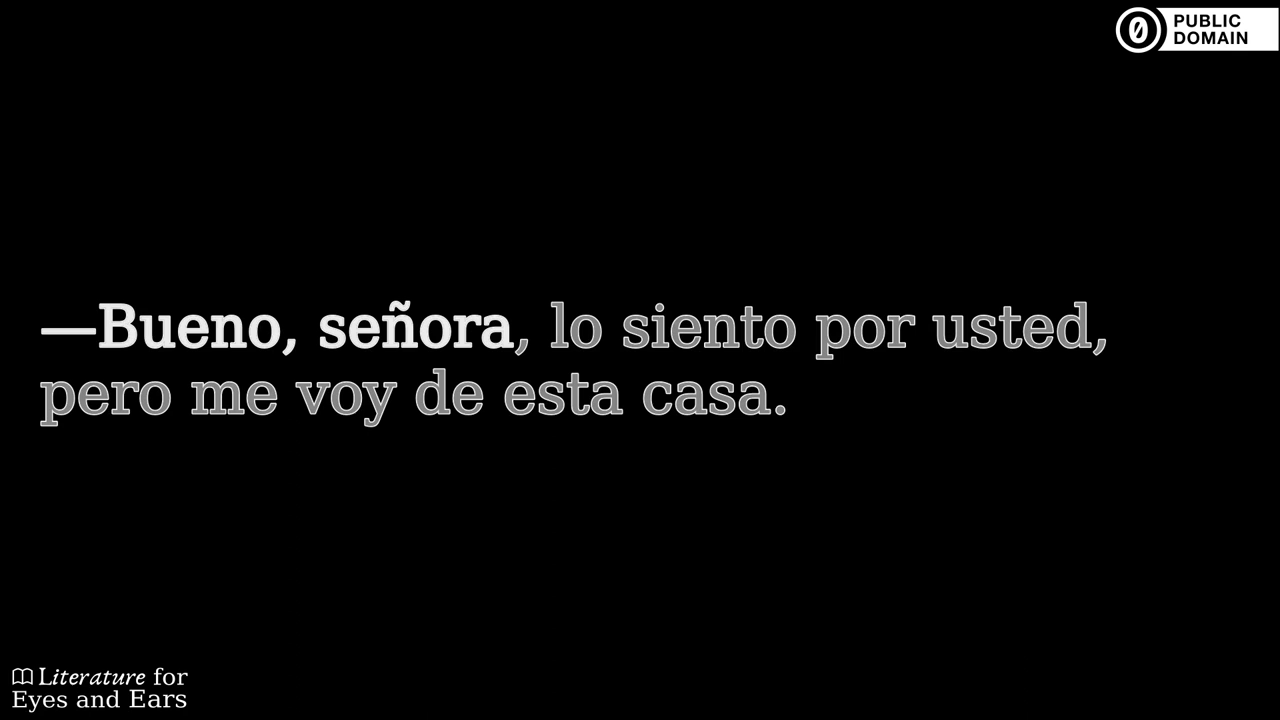 PUBLIC
DOMAIN
—Bueno, señora, lo siento por usted,
pero me voy de esta casa.
Literature for
Eyes and Ears